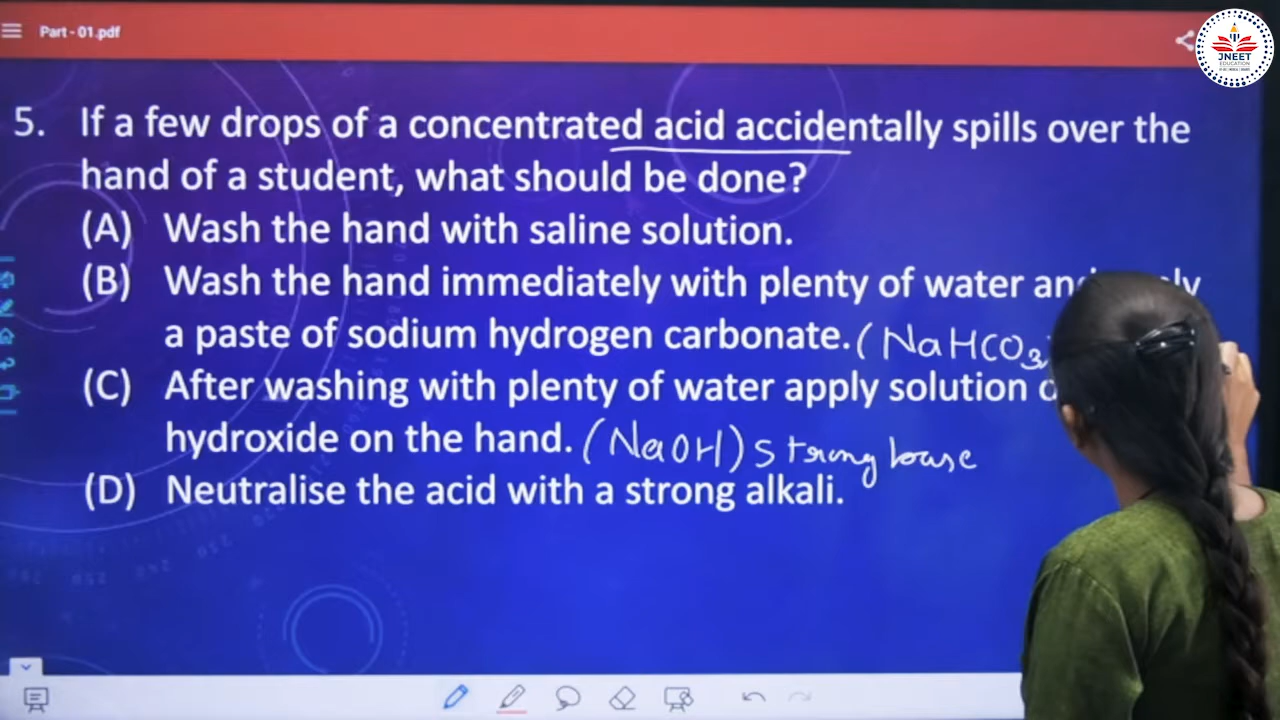 Part - 01.pdf
JNEET
EDUCATION
5. If a few drops of a concentrated acid accidentally spills over the
hand of a student, what should be done?
(A) Wash the hand with saline solution.
(B) Wash the hand immediately with plenty of water
a paste of sodium hydrogen carbonate. (NaHCO3
(C) After washing with plenty of water apply solution
hydroxide on the hand. (NaOH) strong base
(D) Neutralise the acid with a strong alkali.